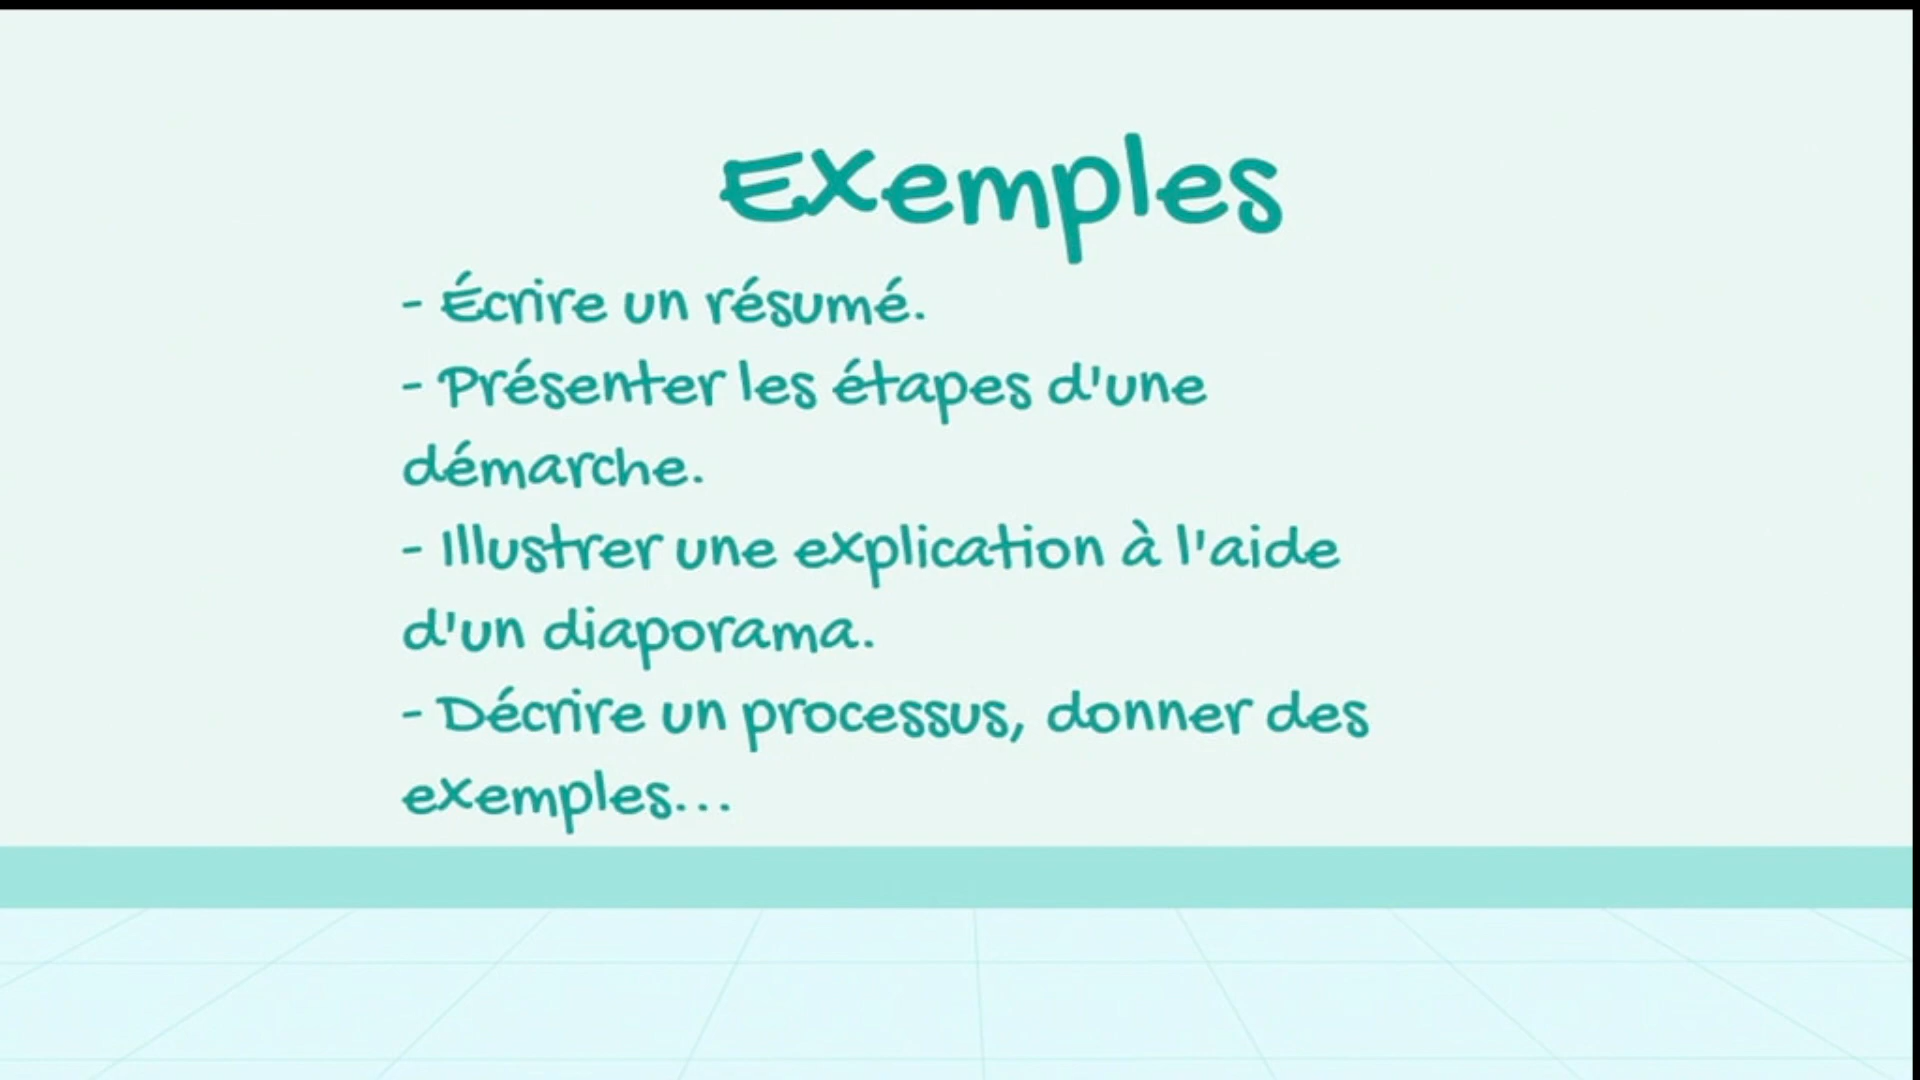 Exemples
- Écrire un résumé.
- Présenter les étapes d'une
démarche.
- Illustrer une explication à l'aide
d'un diaporama.
- Décrire un processus, donner des
exemples...